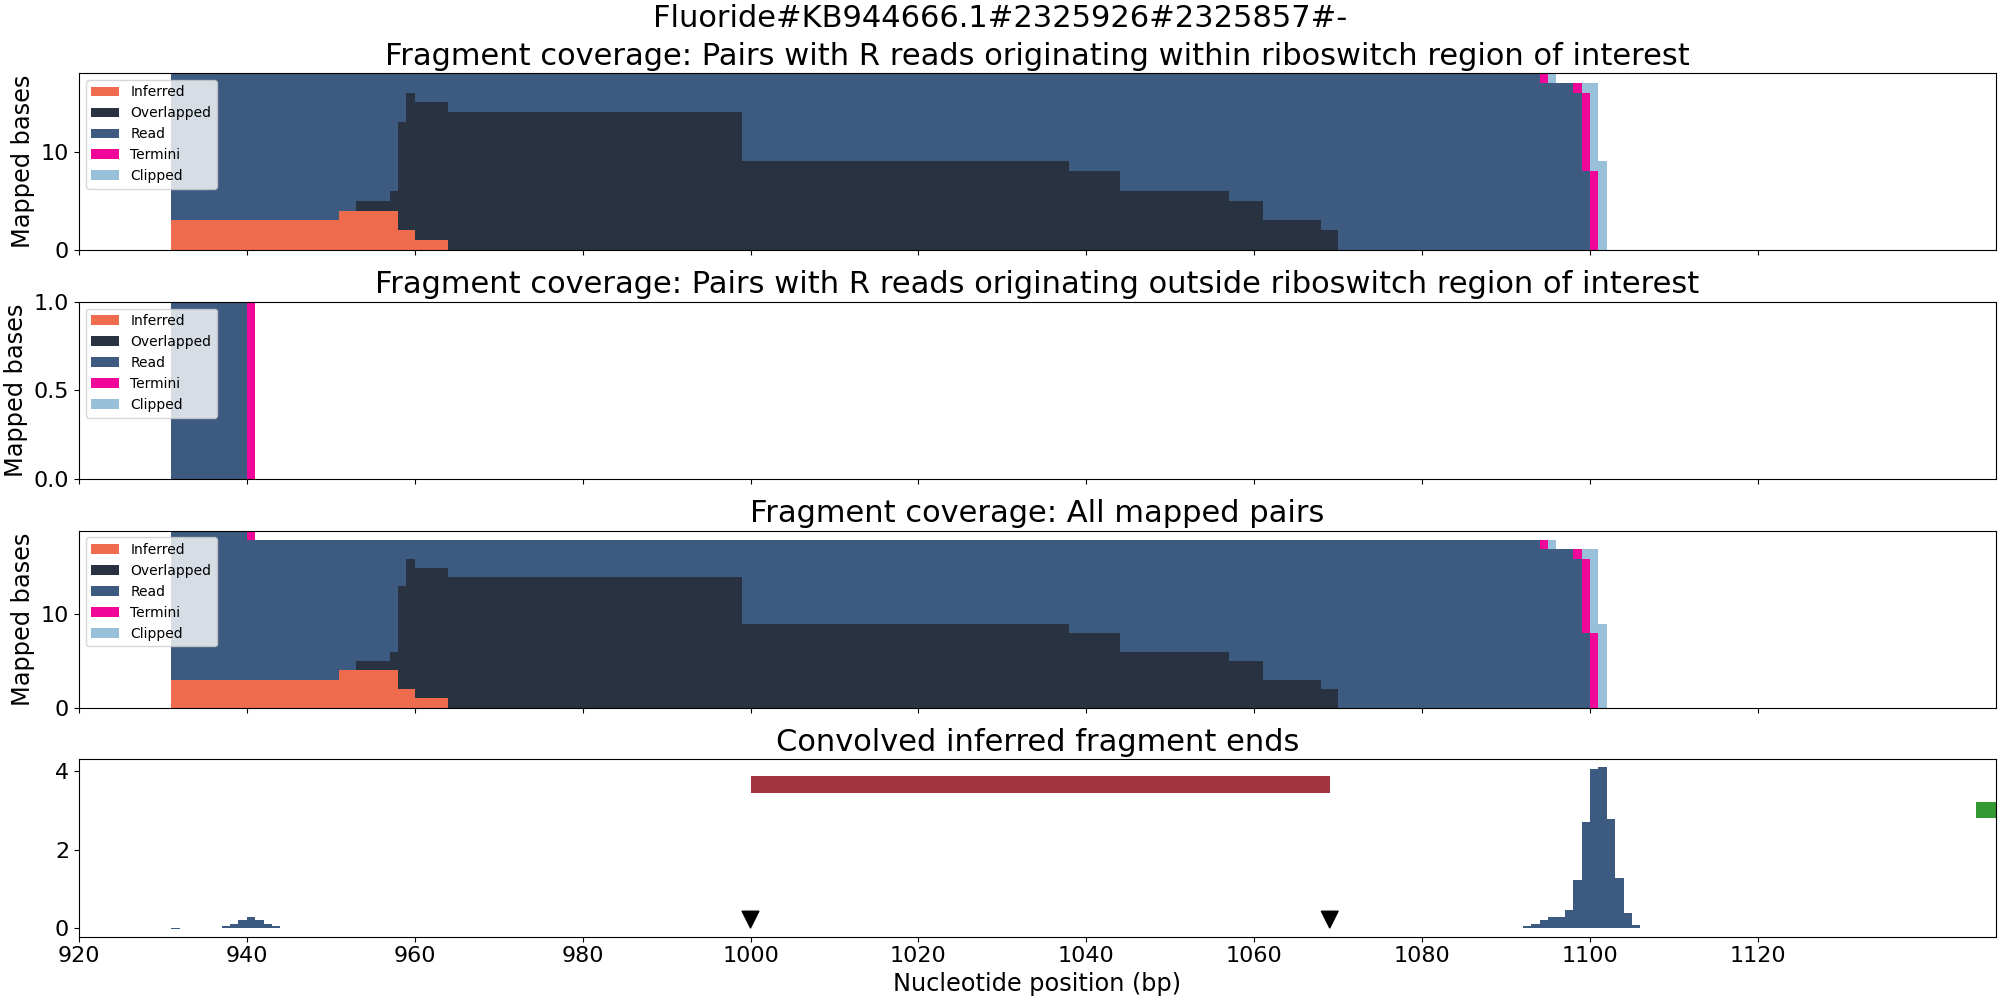 Fluoride#KB944666.1#2325926#2325857#-
Fragment coverage: Pairs with R reads originating within riboswitch region of interest
Mapped bases
10
0
Inferred
Overlapped
Read
Termini
Clipped
Fragment coverage: Pairs with R reads originating outside riboswitch region of interest
Mapped bases
1.0
0.5
0.0
Inferred
Overlapped
Read
Termini
Clipped
Fragment coverage: All mapped pairs
Mapped bases
10
0
Inferred
Overlapped
Read
Termini
Clipped
Convolved inferred fragment ends
4
2
0
920 940 960 980 1000 1020 1040 1060 1080 1100 1120
Nucleotide position (bp)